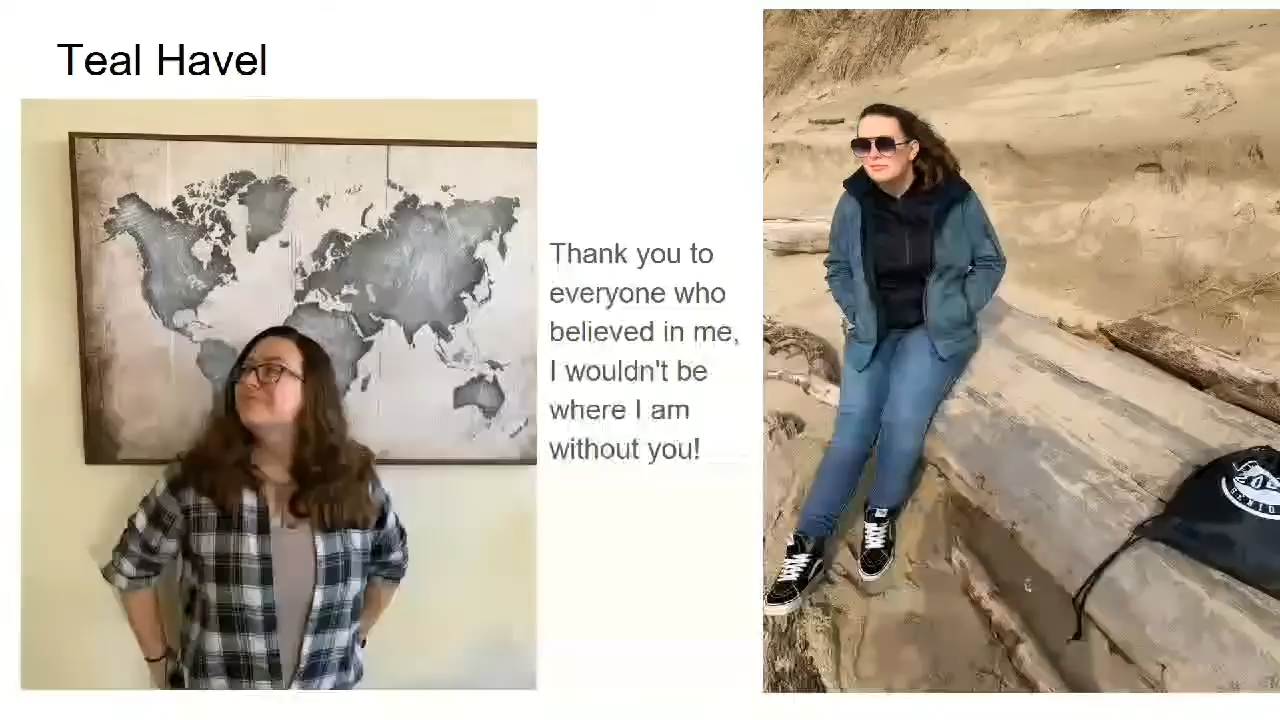 Teal Havel
Thank you to
everyone who
believed in me,
I wouldn't be
where I am
without you!